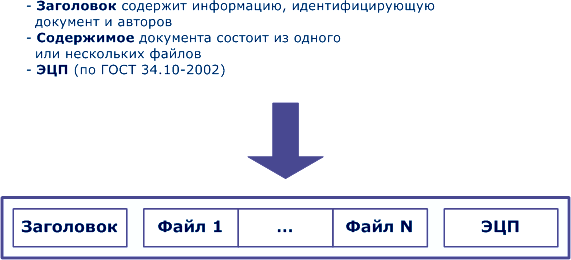 - Заголовок содержит информацию, идентифицирующую
документ и авторов
- Содержимое документа состоит из одного
или нескольких файлов
- ЭЦП (по ГОСТ 34.10-2002)
Заголовок Файл 1 ... Файл N ЭЦП